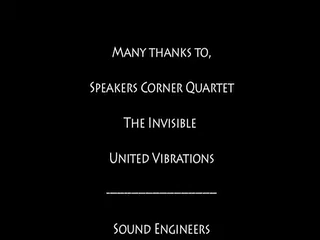 Many thanks to,
Speakers Corner Quartet
The Invisible
United Vibrations
--------------------------------
Sound Engineers